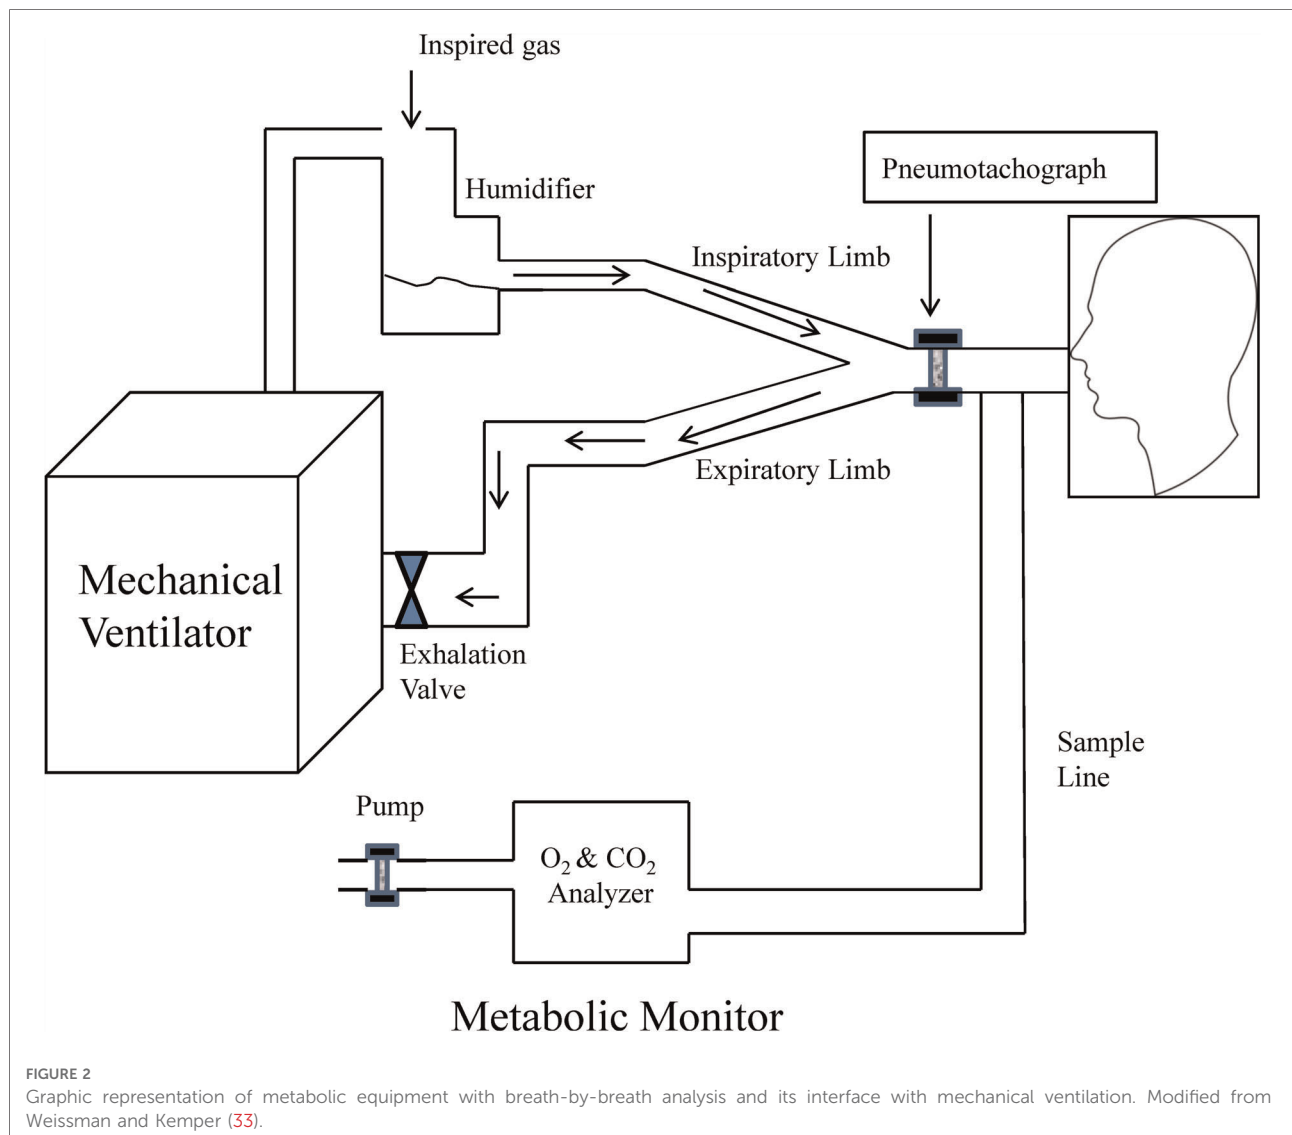 Inspired gas
Humidifier
Pneumotachograph
Inspiratory Limb
Expiratory Limb
Mechanical
Ventilator
Exhalation
Valve
Sample
Line
Pump
O₂ & CO₂
Analyzer
Metabolic Monitor
FIGURE 2
Graphic representation of metabolic equipment with breath-by-breath analysis and its interface with mechanical ventilation. Modified from
Weissman and Kemper (33).